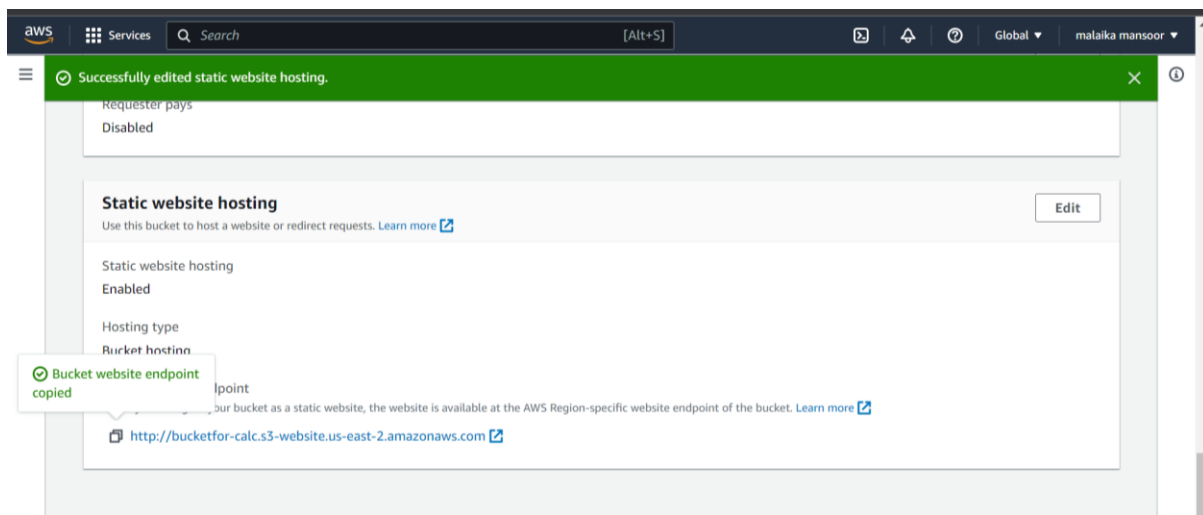 aws
Services
Search
[Alt+S]
Global
malaika mansoor
Successfully edited static website hosting.
Requester pays
Disabled
Static website hosting
Edit
Use this bucket to host a website or redirect requests. Learn more
Static website hosting
Enabled
Hosting type
Bucket hosting
Bucket website endpoint
copied
your bucket as a static website, the website is available at the AWS Region-specific website endpoint of the bucket. Learn more
http://bucketfor-calc.s3-website.us-east-2.amazonaws.com